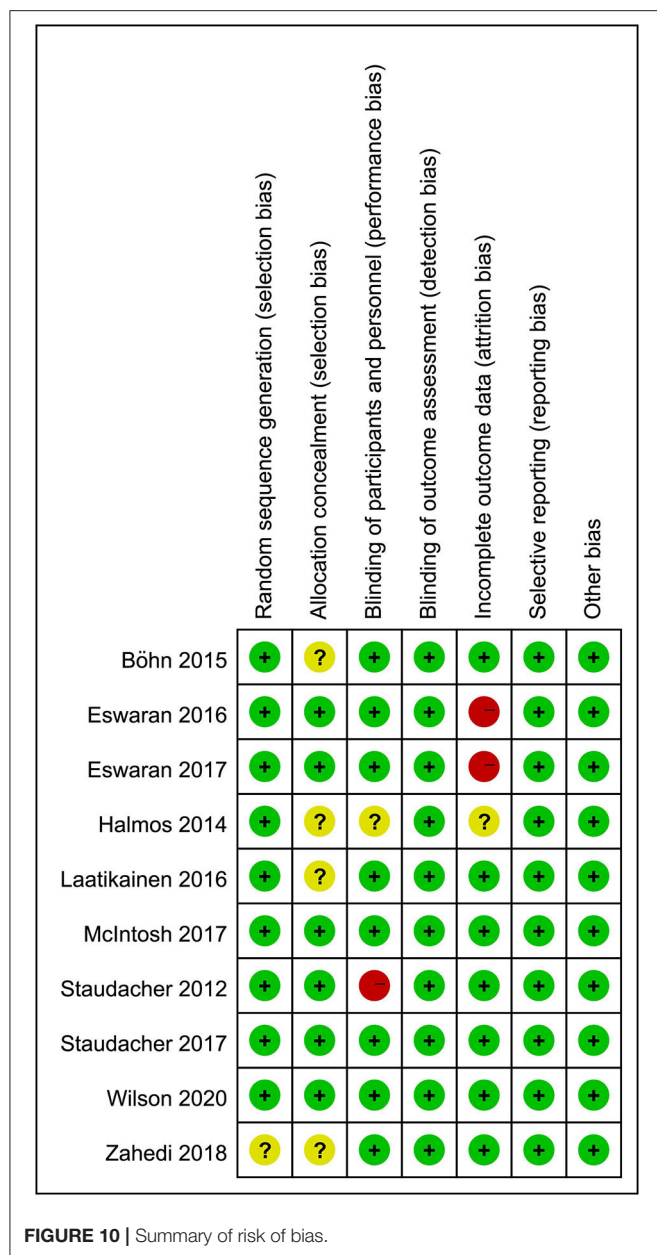 Random sequence generation (selection bias)
Allocation concealment (selection bias)
Blinding of participants and personnel (performance bias)
Blinding of outcome assessment (detection bias)
Incomplete outcome data (attrition bias)
Selective reporting (reporting bias)
Other bias
Böhn 2015 + ? + + + + +
Eswaran 2016 + + + + – + +
Eswaran 2017 + + + + – + +
Halmos 2014 + ? ? + ? + +
Laatikainen 2016 + ? + + + + +
McIntosh 2017 + + + + + + +
Staudacher 2012 + + – + + + +
Staudacher 2017 + + + + + + +
Wilson 2020 + + + + + + +
Zahedi 2018 ? ? + + + + +
FIGURE 10 | Summary of risk of bias.